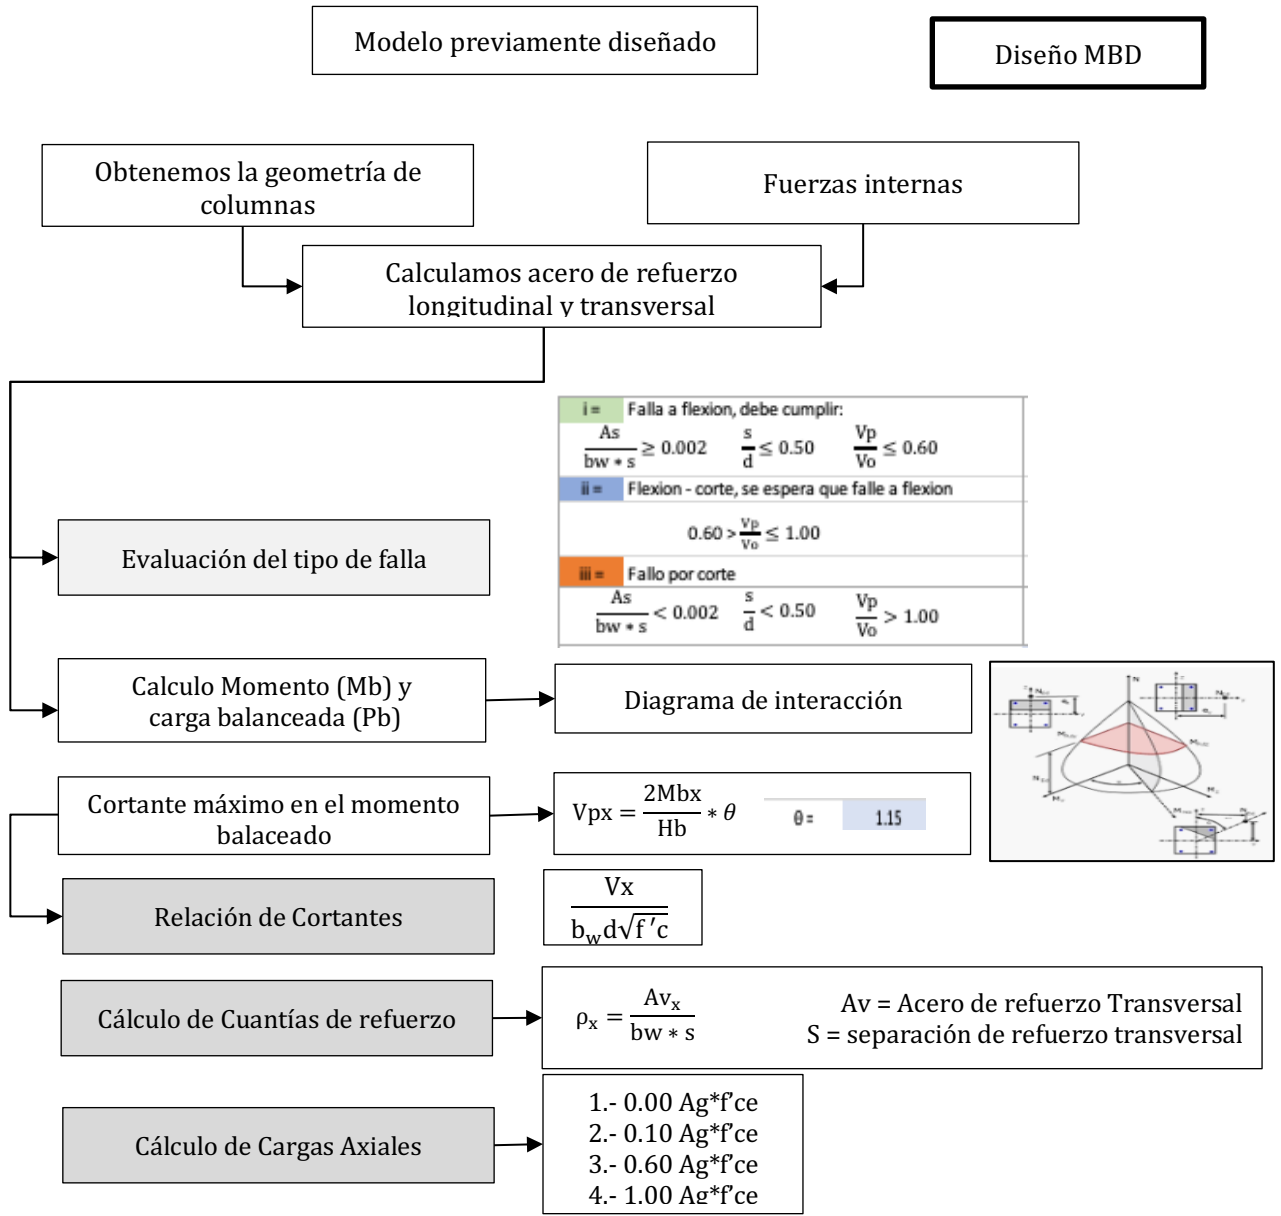 Modelo previamente diseñado
Diseño MBD
Obtenemos la geometría de
columnas
Fuerzas internas
Calculamos acero de refuerzo
longitudinal y transversal
i = Falla a flexion, debe cumplir:
As/(bw * s) ≥ 0.002 s/d ≤ 0.50 Vp/Vo ≤ 0.60
ii = Flexion - corte, se espera que falle a flexion
0.60 > Vp/Vo ≤ 1.00
iii = Fallo por corte
As/(bw * s) < 0.002 s/d < 0.50 Vp/Vo > 1.00
Evaluación del tipo de falla
Calculo Momento (Mb) y
carga balanceada (Pb)
Diagrama de interacción
Cortante máximo en el momento
balaceado
Vpx = 2Mbx/Hb * θ θ = 1.15
Relación de Cortantes
Vx/(b_w d√f′c)
Cálculo de Cuantías de refuerzo
ρ_x = Av_x/(bw * s)
Av = Acero de refuerzo Transversal
S = separación de refuerzo transversal
Cálculo de Cargas Axiales
1.- 0.00 Ag*f'ce
2.- 0.10 Ag*f'ce
3.- 0.60 Ag*f'ce
4.- 1.00 Ag*f'ce